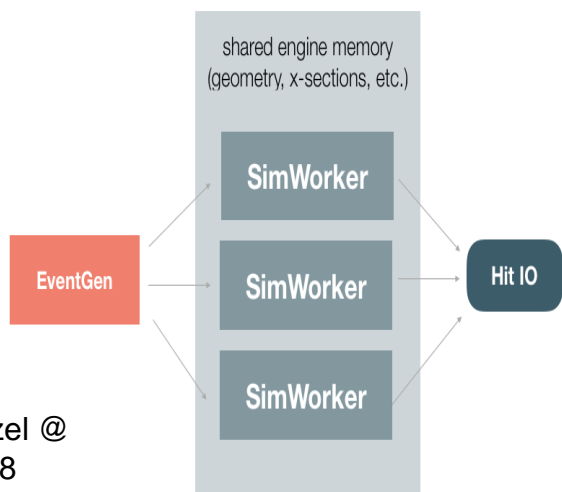 shared engine memory
(geometry, x-sections, etc.)
SimWorker
EventGen
SimWorker
Hit IO
SimWorker
zel @
8